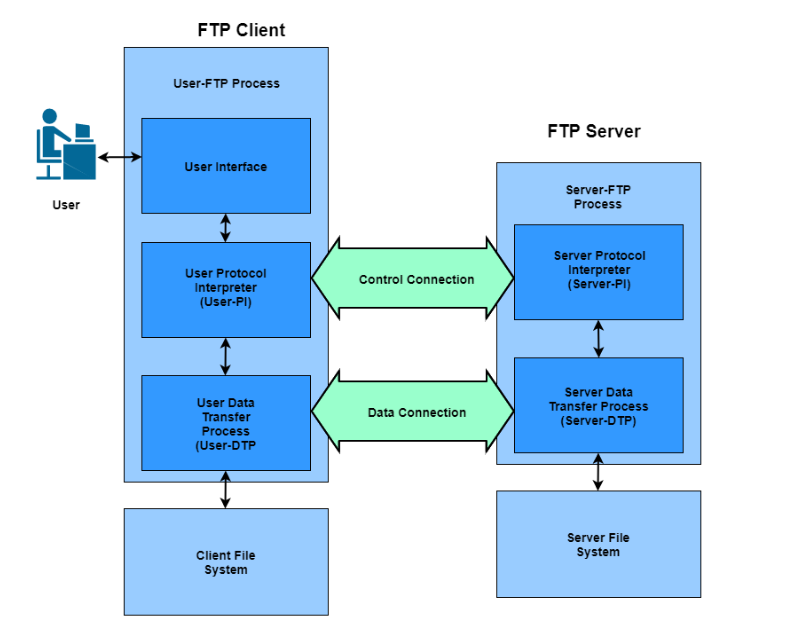 FTP Client
User-FTP Process
User Interface
User
User Protocol
Interpreter
(User-PI)
User Data
Transfer
Process
(User-DTP
Client File
System
Control Connection
Data Connection
FTP Server
Server-FTP
Process
Server Protocol
Interpreter
(Server-PI)
Server Data
Transfer Process
(Server-DTP)
Server File
System